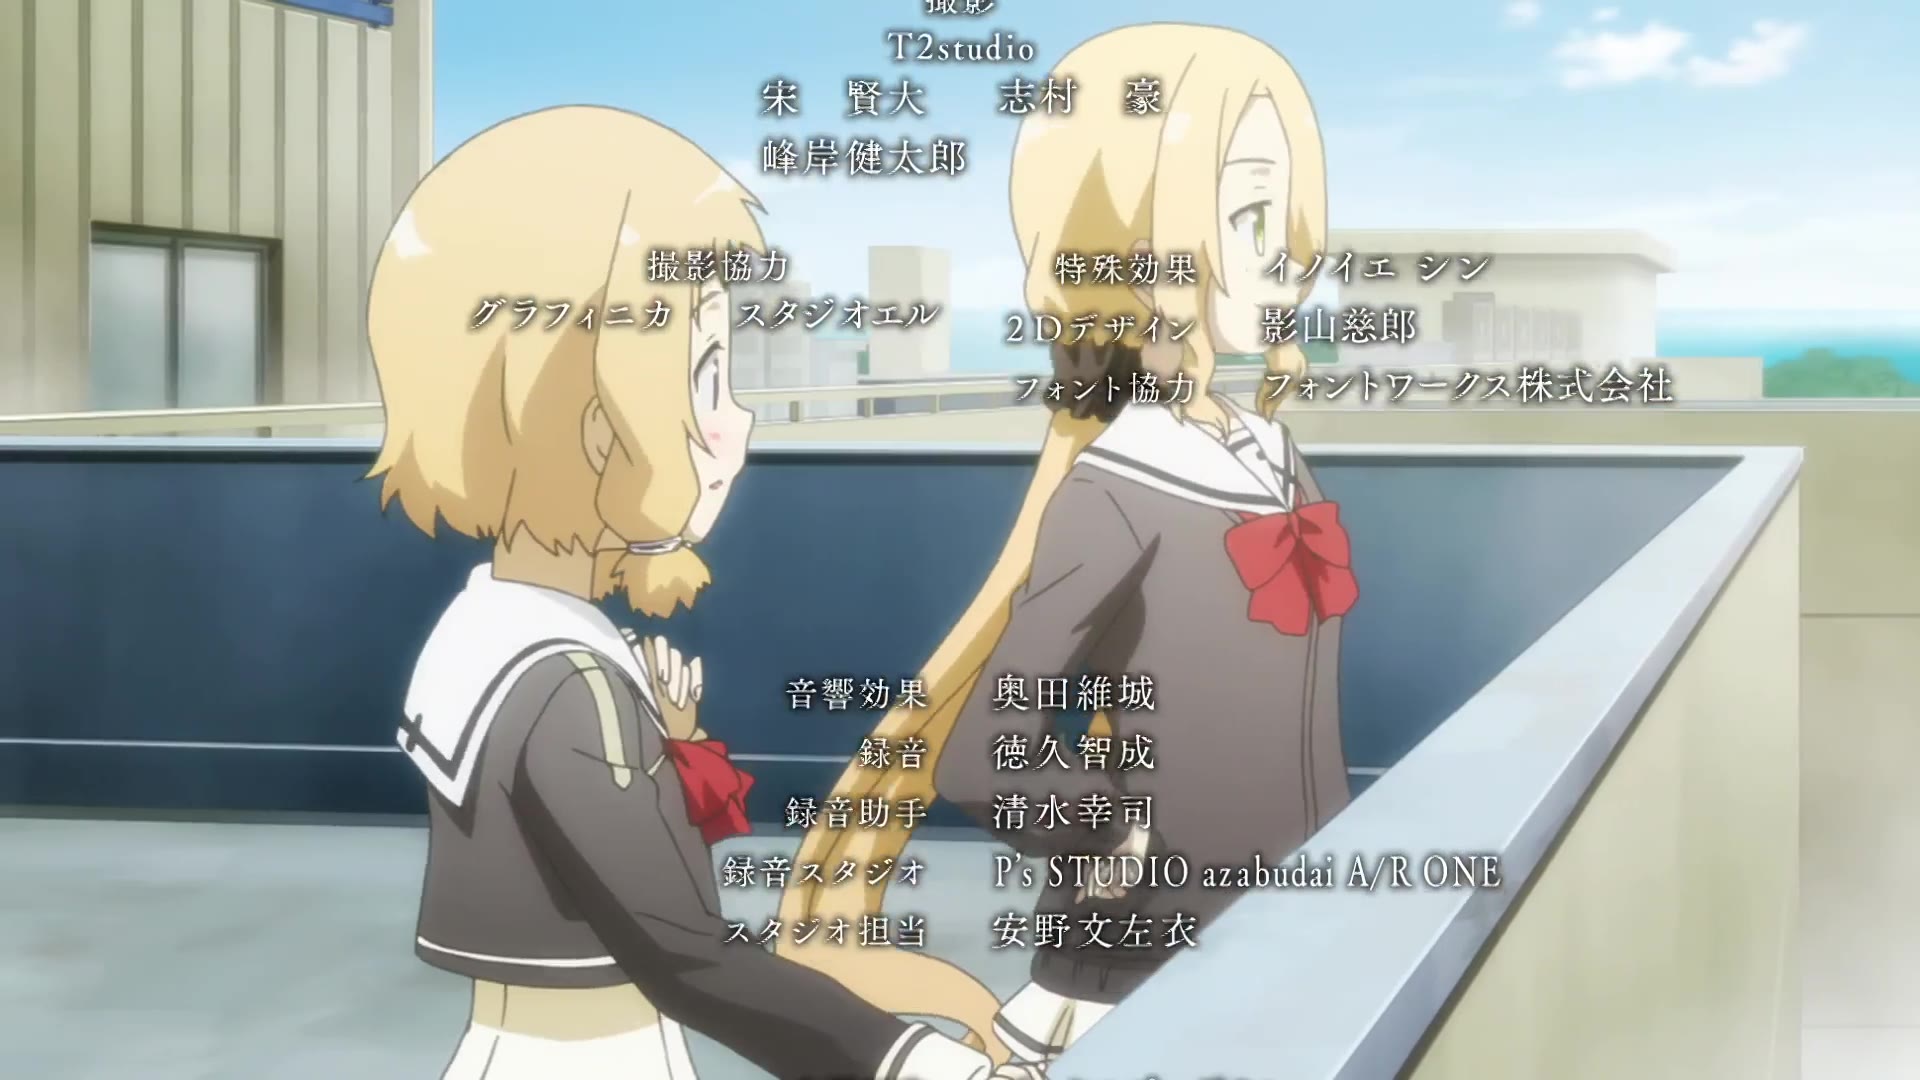 撮影
T2studio
宋 賢大 志村 豪
峰岸健太郎
撮影協力
グラフィニカ スタジオエル
特殊効果 イノイエ シン
2Dデザイン 影山慈郎
フォント協力 フォントワークス株式会社
音響効果 奥田維城
録音 徳久智成
録音助手 清水幸司
録音スタジオ P's STUDIO azabudai A/R ONE
スタジオ担当 安野文左衣